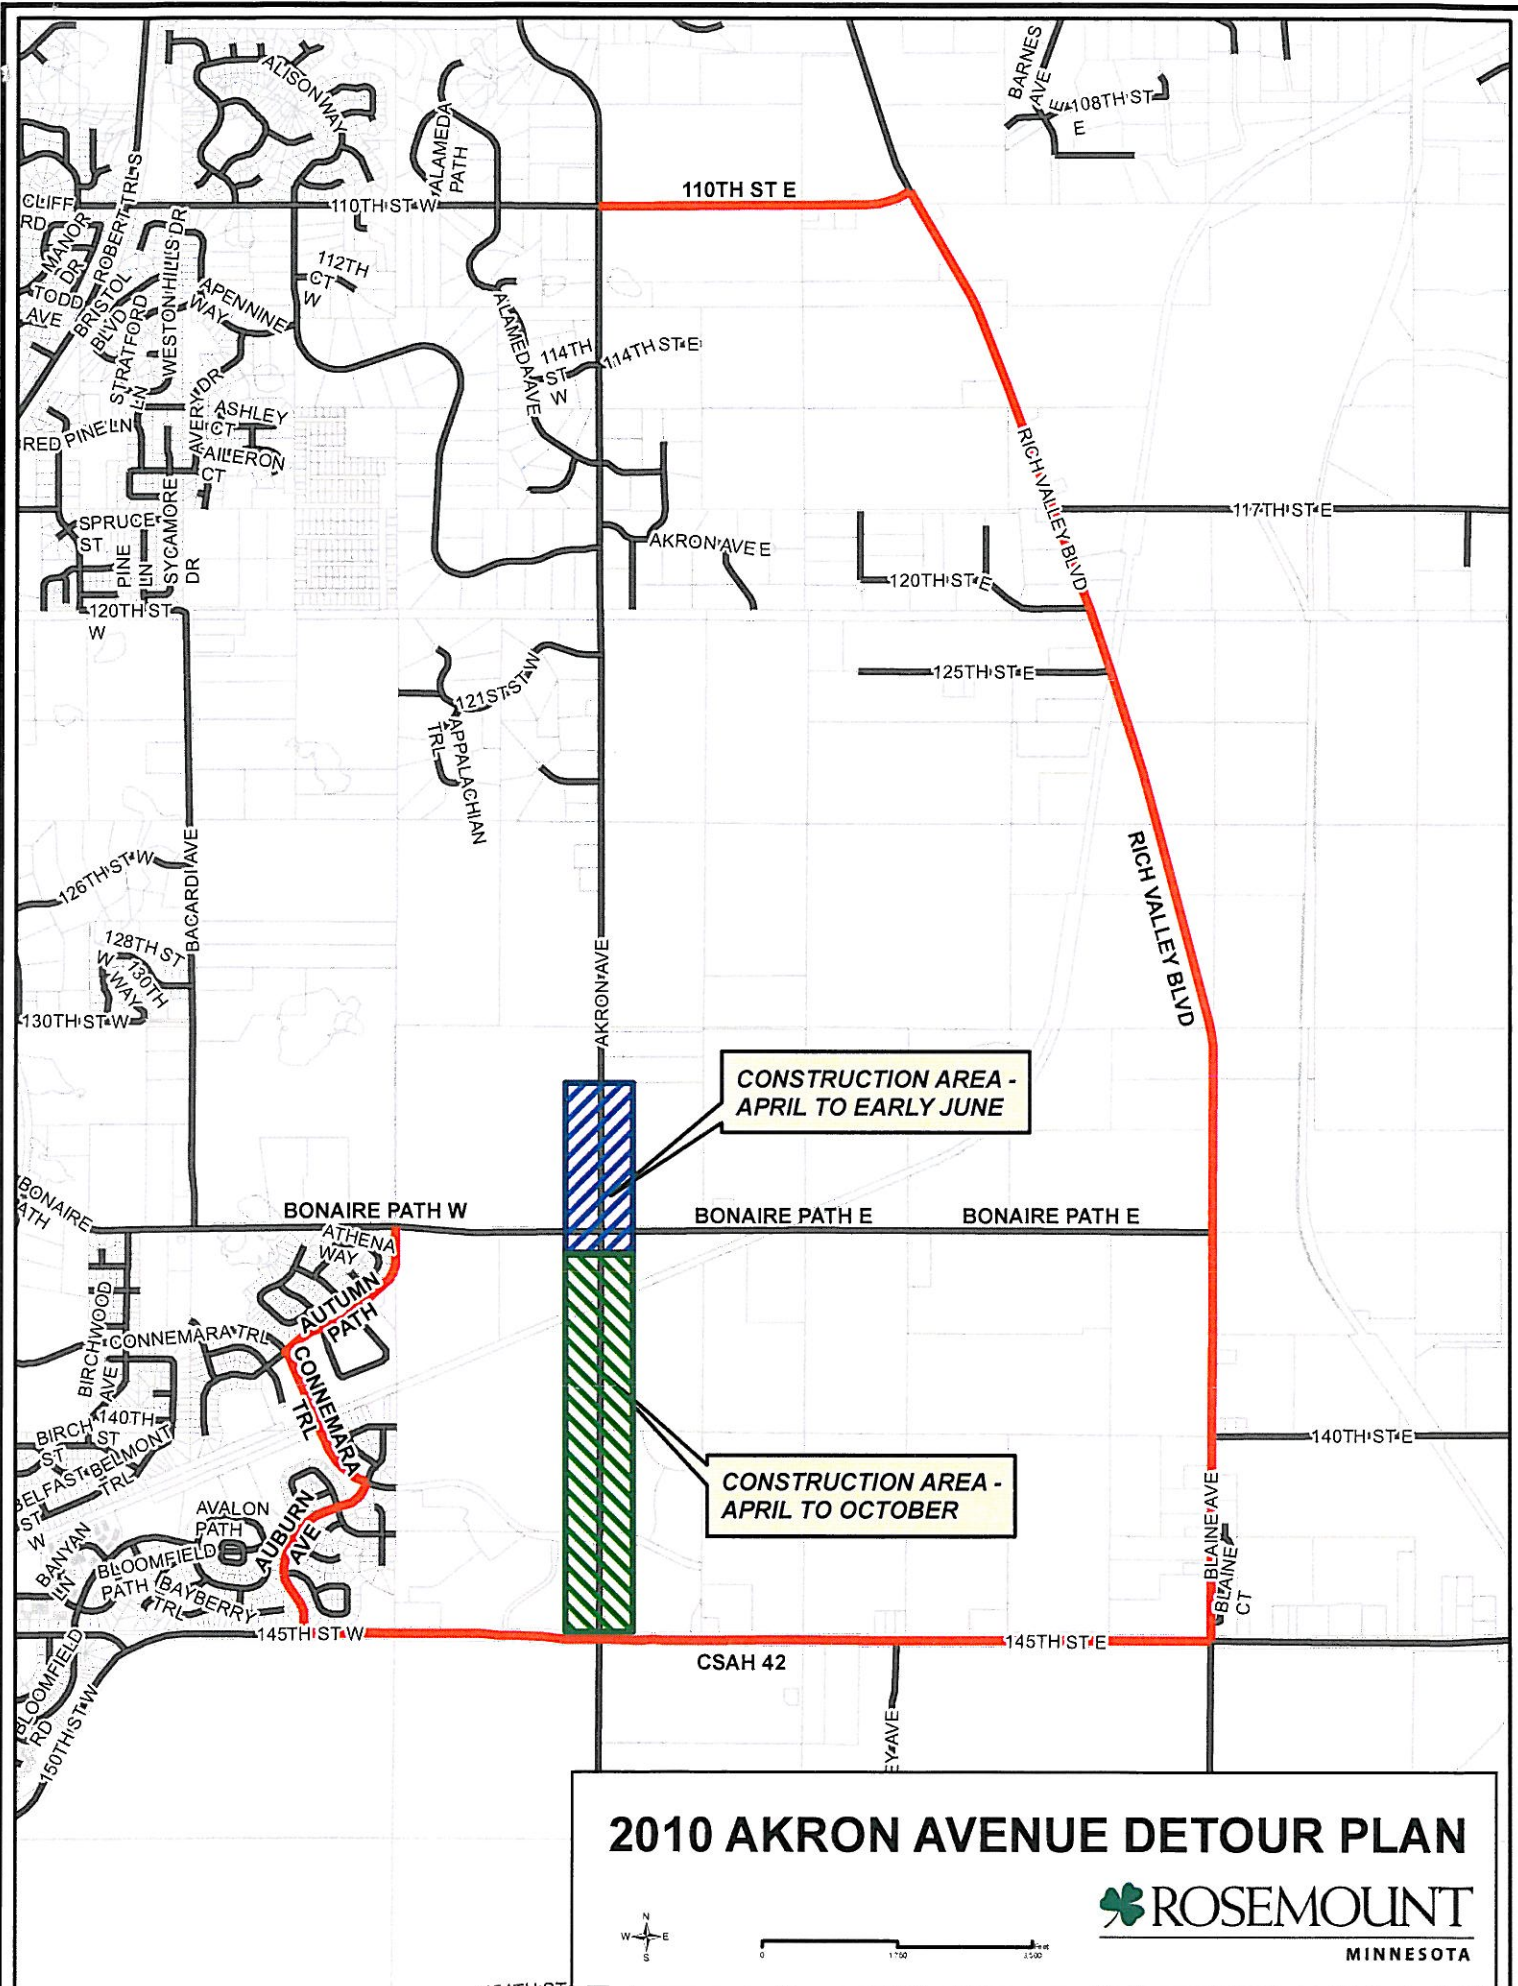 BARNES
AVE
108TH ST
E
ALISON WAY
ALAMEDA
PATH
110TH ST E
CLIFF
RD
110TH ST W
MANOR
DR
ROBERT TRL S
TODD
AVE
BRISTOL
BLVD
STRATFORD
LN
WESTON HILLS DR
APENNINE
WAY
112TH
CT
W
ALAMEDA AVE
114TH
ST
W
114TH ST E
AVERY DR
ASHLEY
CT
AILERON
CT
RED PINE LN
RICH VALLEY BLVD
117TH ST E
SPRUCE
ST
PINE
LN
SYCAMORE
DR
120TH ST
W
AKRON AVE E
120TH ST E
125TH ST E
121ST ST W
APPALACHIAN
TRL
RICH VALLEY BLVD
126TH ST W
BACARDI AVE
128TH ST
W
130TH
WAY
130TH ST W
AKRON AVE
CONSTRUCTION AREA -
APRIL TO EARLY JUNE
BONAIRE
PATH
BONAIRE PATH W
BONAIRE PATH E
BONAIRE PATH E
ATHENA
WAY
AUTUMN
PATH
BIRCHWOOD
AVE
CONNEMARA TRL
CONNEMARA
TRL
140TH
ST
BIRCH
ST
BELMONT
TRL
BELFAST
ST
W
140TH ST E
CONSTRUCTION AREA -
APRIL TO OCTOBER
AVALON
PATH
AUBURN
AVE
BANYAN
LN
BLOOMFIELD
PATH
BAYBERRY
TRL
BLAINE AVE
BLAINE
CT
145TH ST W
145TH ST E
CSAH 42
BLOOMFIELD
RD
150TH ST W
EY AVE
2010 AKRON AVENUE DETOUR PLAN
ROSEMOUNT
MINNESOTA
N
W E
S
0 1750 3,500
Feet